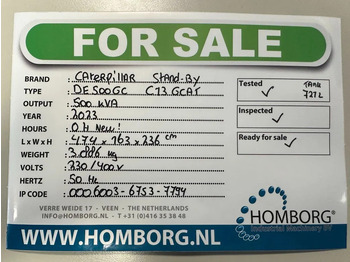 FOR SALE
BRAND : CATERPILLAR Stand-By
TYPE : DE500GC C13 GCAT
OUTPUT : 500 kVA
YEAR : 2023
HOURS : 0 H New!
L x W x H : 474 x 163 x 236 cm
WEIGHT : 3.886 kg
VOLTS : 230/400V
HERTZ : 50 Hz
IP CODE : 0006003-6753-7794
Tested ✓
TANK
727L
Inspected ✓
Ready for sale ✓
VERRE WEIDE 17 - VEEN - THE NETHERLANDS
INFO@HOMBORG.NL - T +31 (0)416 35 38 48
WWW.HOMBORG.NL
HOMBORG®
Industrial Machinery BV